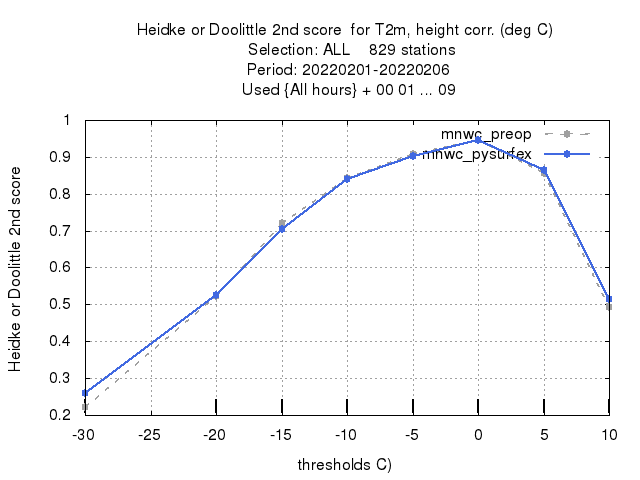 Heidke or Doolittle 2nd score  for T2m, height corr. (deg C)
Selection: ALL    829 stations
Period: 20220201-20220206
Used {All hours} + 00 01 ... 09
mnwc_preop
mnwc_pysurfex
Heidke or Doolittle 2nd score
1
0.9
0.8
0.7
0.6
0.5
0.4
0.3
0.2
-30 -25 -20 -15 -10 -5 0 5 10
thresholds C)